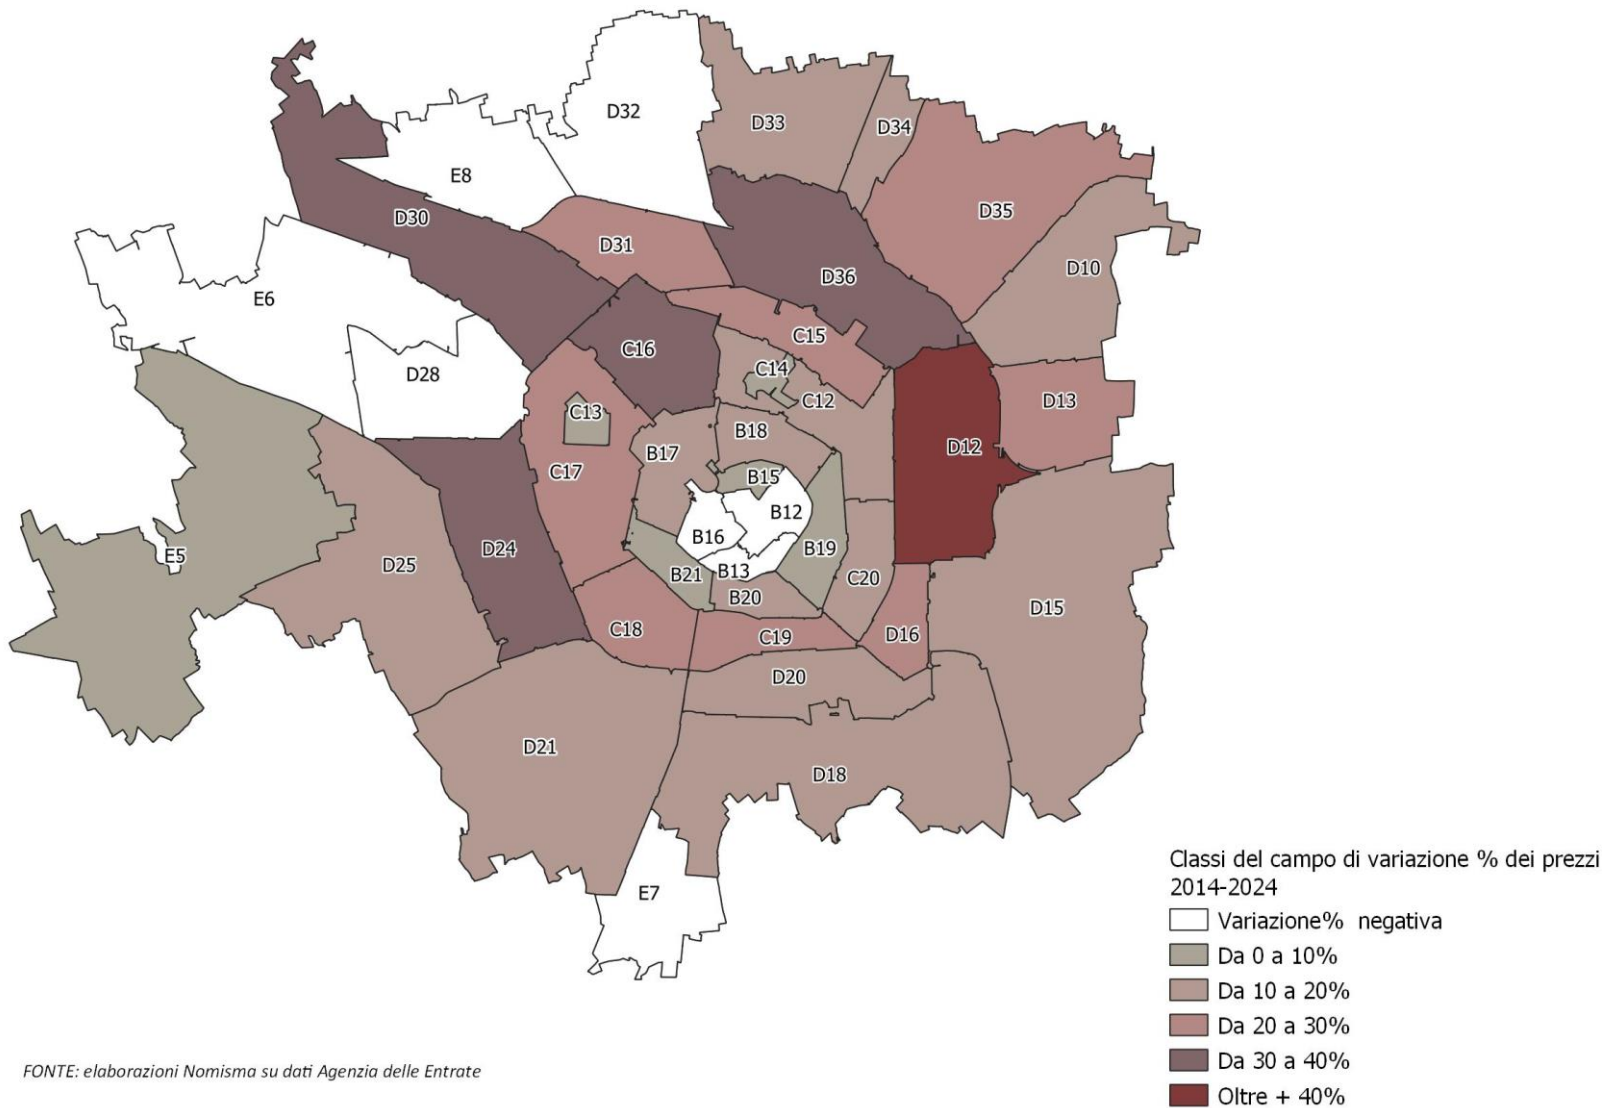 D32
D33
D34
E8
D35
D30
D31
D10
D36
E6
C15
C16
C14
D28
C12
D13
C13
B18
D12
B17
C17
B15
B12
B16
D24
B19
E5
D25
B13
B21
C20
B20
D15
C18
C19
D16
D20
D21
D18
E7
Classi del campo di variazione % dei prezzi
2014-2024
Variazione% negativa
Da 0 a 10%
Da 10 a 20%
Da 20 a 30%
Da 30 a 40%
Oltre + 40%
FONTE: elaborazioni Nomisma su dati Agenzia delle Entrate